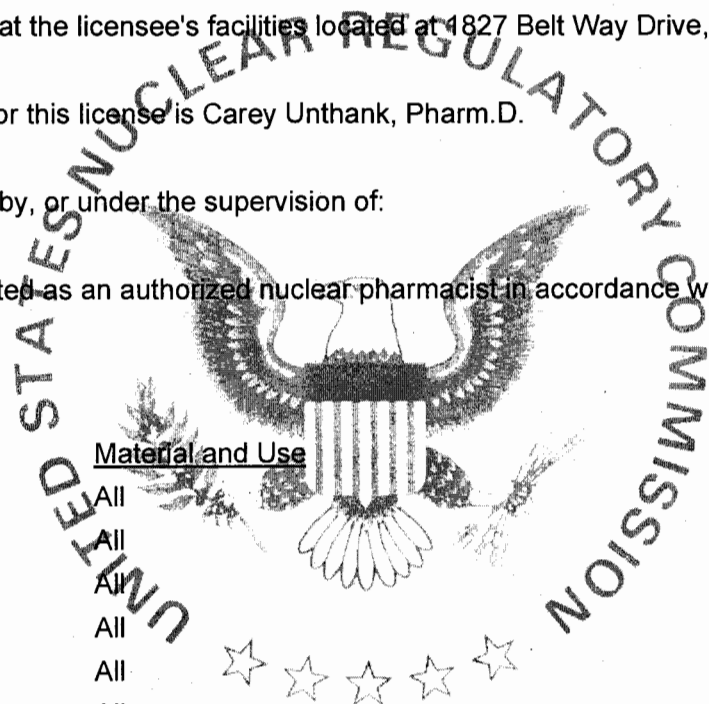 at the licensee's facilities located at 1827 Belt Way Drive,
or this license is Carey Unthank, Pharm.D.
by, or under the supervision of:
ted as an authorized nuclear pharmacist in accordance w
Material and Use
All
All
All
All
All
UNITED STATES NUCLEAR REGULATORY COMMISSION